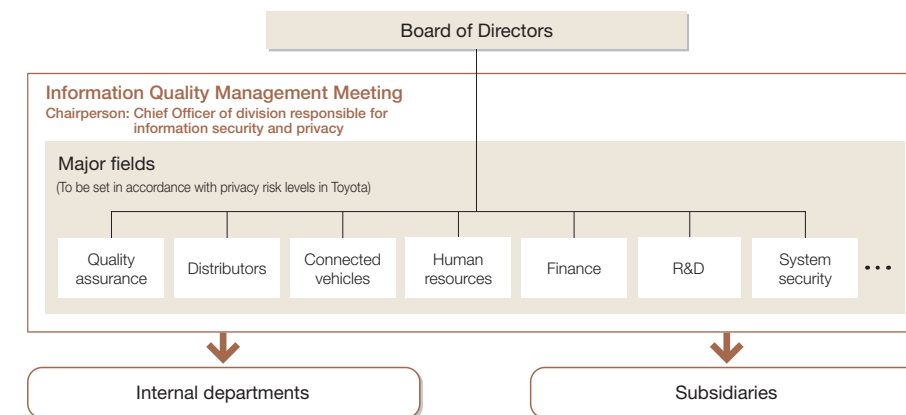 Board of Directors
Information Quality Management Meeting
Chairperson: Chief Officer of division responsible for
information security and privacy
Major fields
(To be set in accordance with privacy risk levels in Toyota)
Quality
assurance
Distributors
Connected
vehicles
Human
resources
Finance
R&D
System
security
•••
Internal departments
Subsidiaries